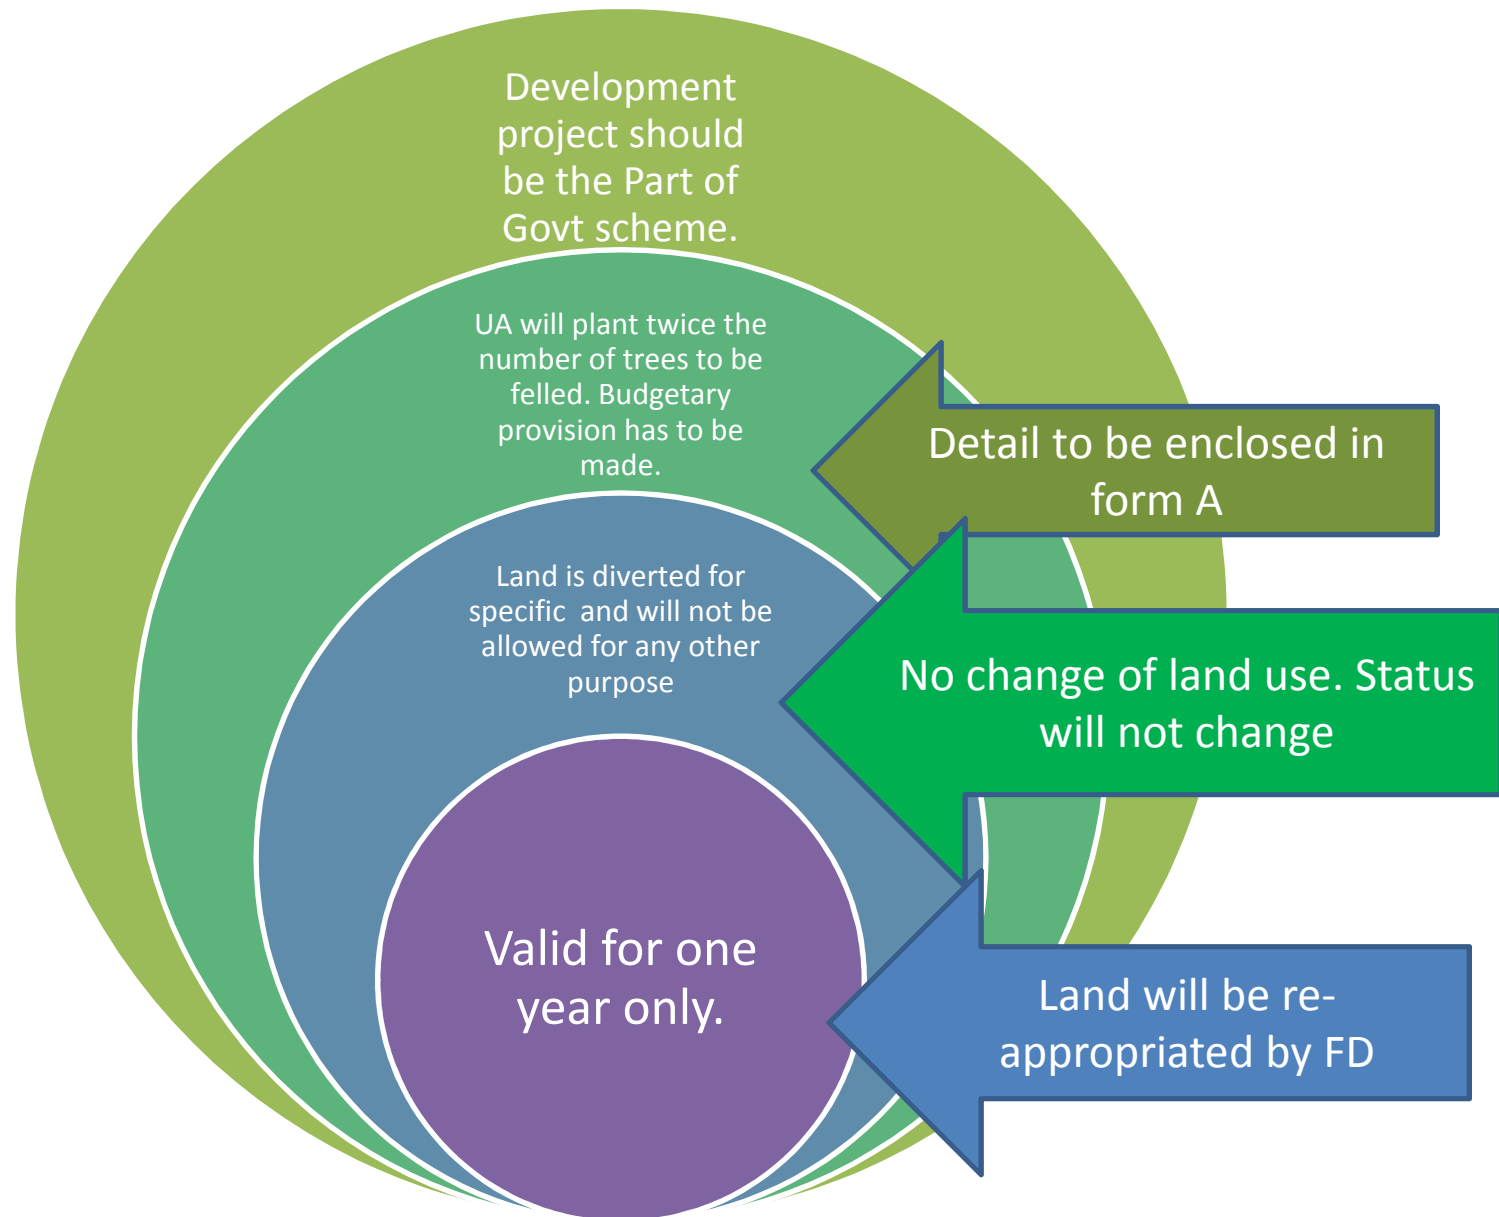 Development
project should
be the Part of
Govt scheme.
UA will plant twice the
number of trees to be
felled. Budgetary
provision has to be
made.
Detail to be enclosed in
form A
Land is diverted for
specific  and will not be
allowed for any other
purpose
No change of land use. Status
will not change
Valid for one
year only.
Land will be re-
appropriated by FD